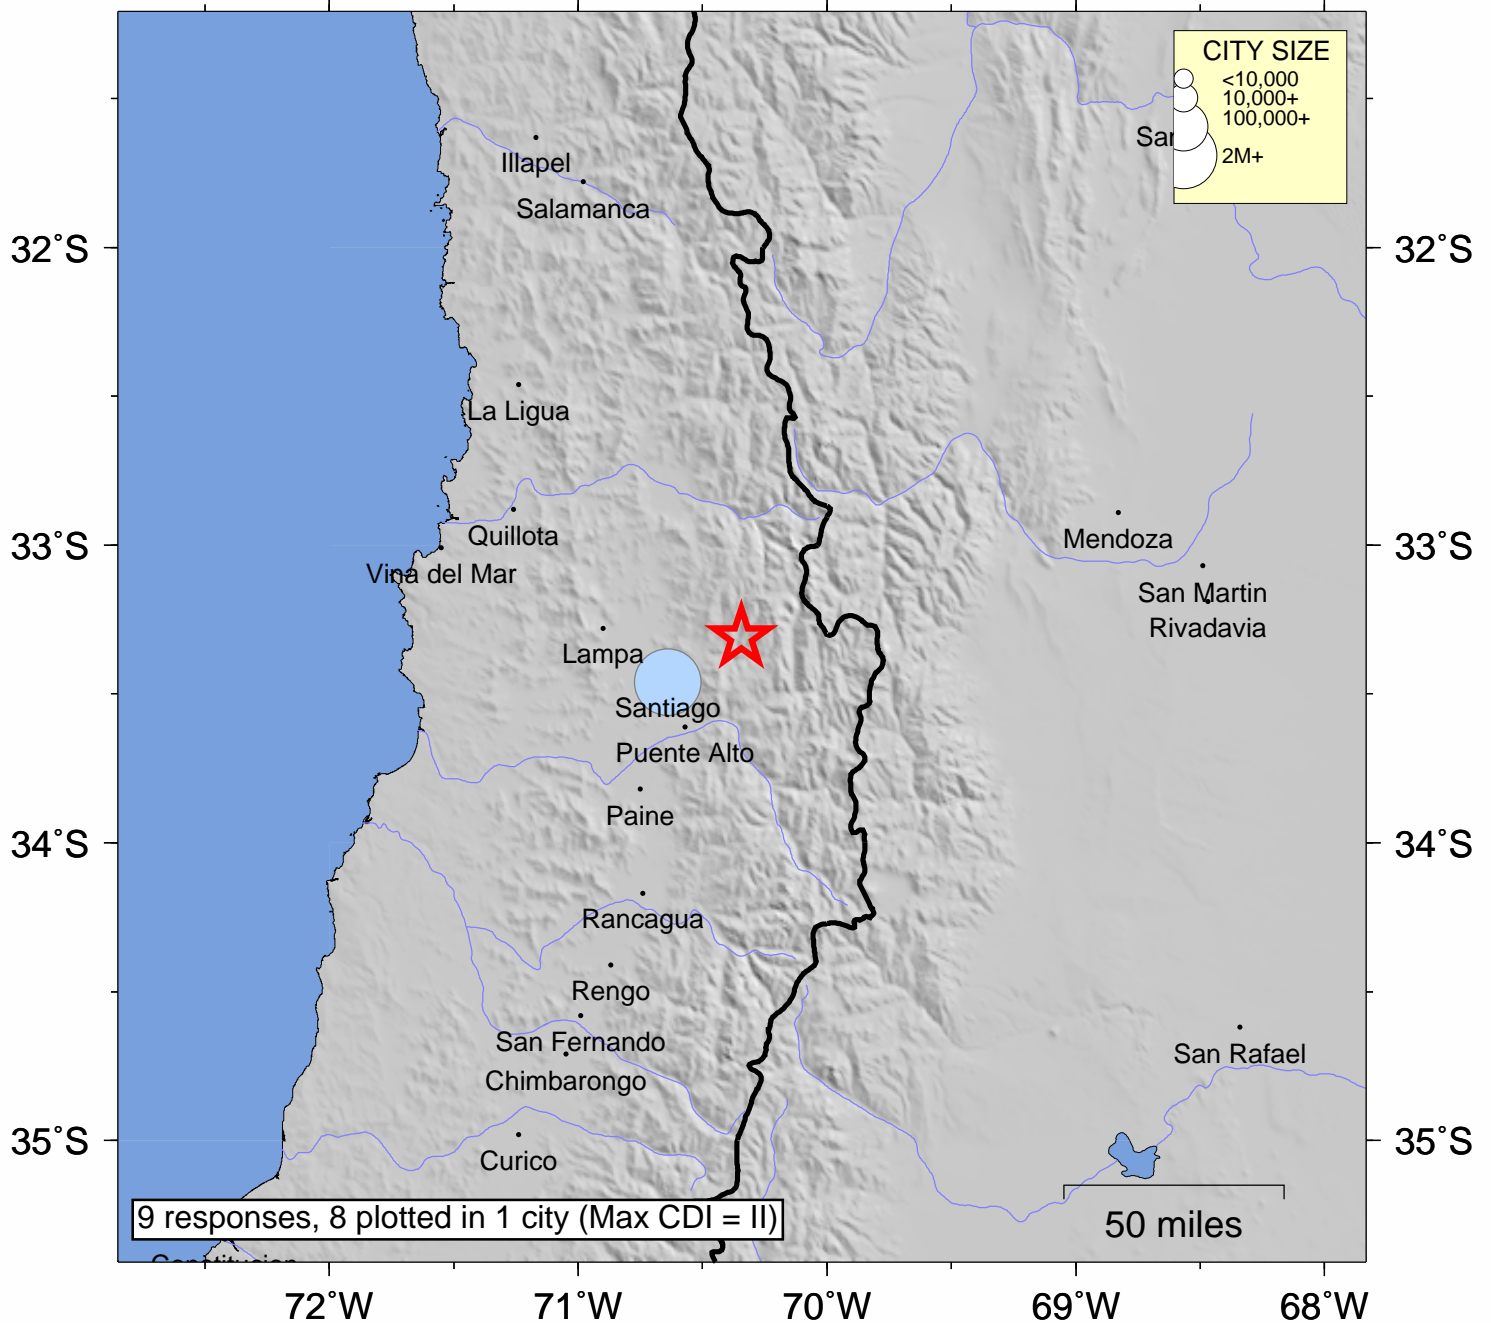 CITY SIZE
<10,000
10,000+
100,000+
2M+
San
Illapel
Salamanca
32°S
32°S
La Ligua
Quillota
Mendoza
33°S
33°S
Vina del Mar
San Martin
Rivadavia
Lampa
Santiago
Puente Alto
Paine
34°S
34°S
Rancagua
Rengo
San Fernando
San Rafael
Chimbarongo
35°S
35°S
Curico
9 responses, 8 plotted in 1 city (Max CDI = II)
50 miles
Constitucion
72°W
71°W
70°W
69°W
68°W